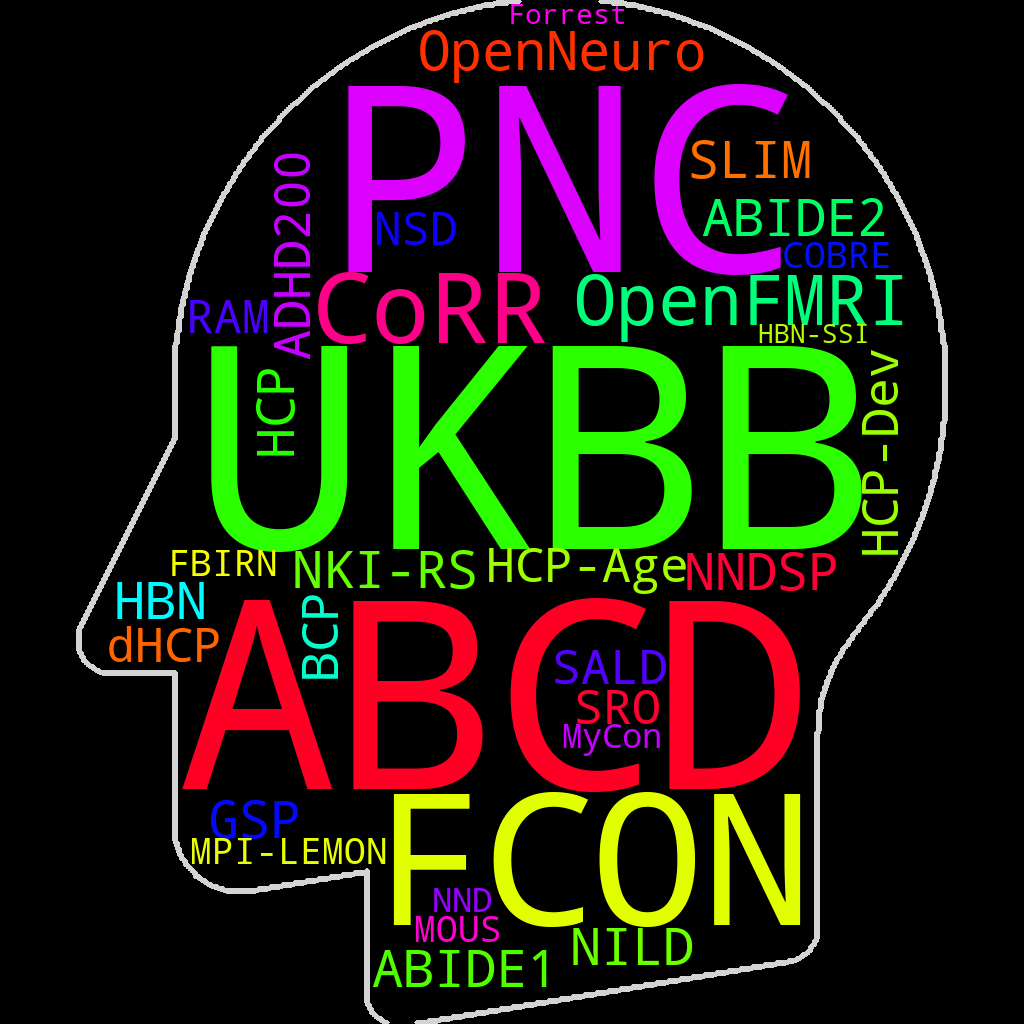 Forrest
OpenNeuro
PNC
SLIM
ADHD200
NSD
ABIDE2
COBRE
RAM
CoRR
OpenFMRI
HBN-SSI
UKBB
HCP
HCP-Dev
FBIRN
NKI-RS
HCP-Age
NNDSP
HBN
dHCP
BCP
ABCD
SALD
SRO
MyCon
GSP
MPI-LEMON
FCON
NND
MOUS
NILD
ABIDE1